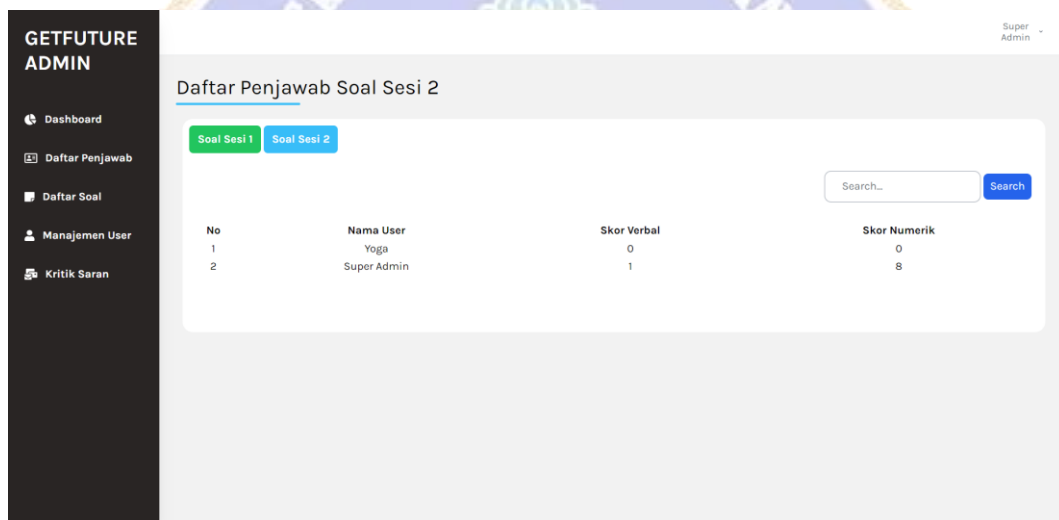 GETFUTURE
ADMIN
Super
Admin
Dashboard
Daftar Penjawab
Daftar Soal
Manajemen User
Kritik Saran
Daftar Penjawab Soal Sesi 2
Soal Sesi 1 Soal Sesi 2
Search... Search
No Nama User Skor Verbal Skor Numerik
1 Yoga 0 0
2 Super Admin 1 8